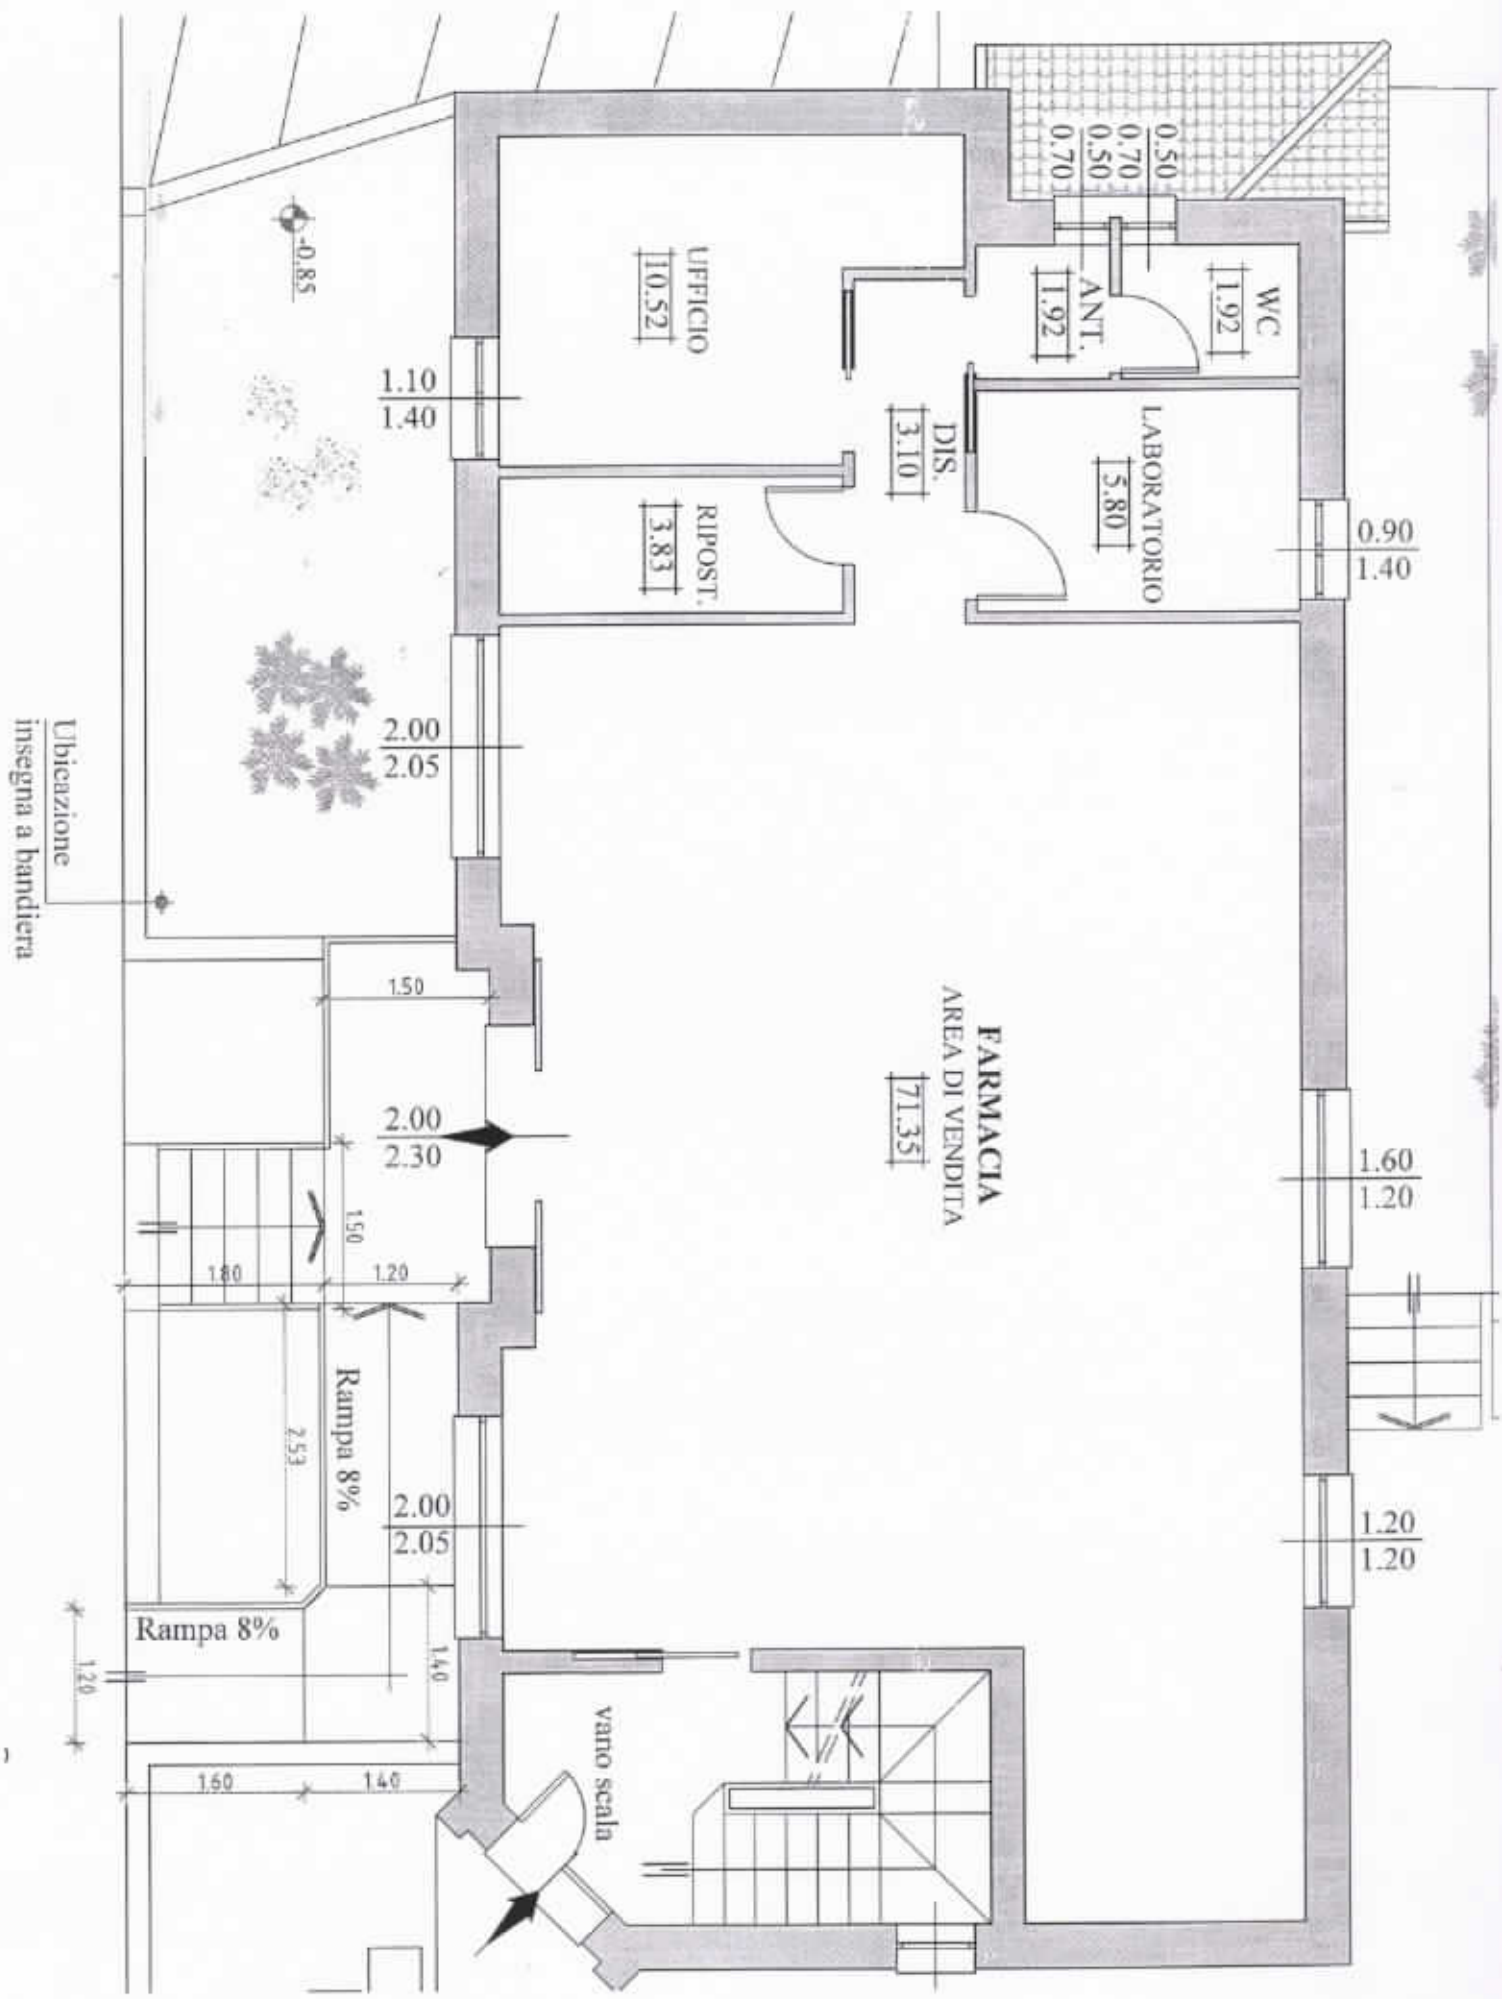 0.50
0.70
0.50
0.70
WC
1.92
ANT.
1.92
UFFICIO
10.52
-0.85
1.10
1.40
DIS.
3.10
LABORATORIO
5.80
0.90
1.40
RIPOST.
3.83
2.00
2.05
Ubicazione
insegna a bandiera
FARMACIA
AREA DI VENDITA
71.35
1.50
2.00
2.30
1.50
1.80
1.20
1.60
1.20
Rampa 8%
2.53
2.00
2.05
1.20
1.20
Rampa 8%
1.20
1.40
vano scala
1.60
1.40